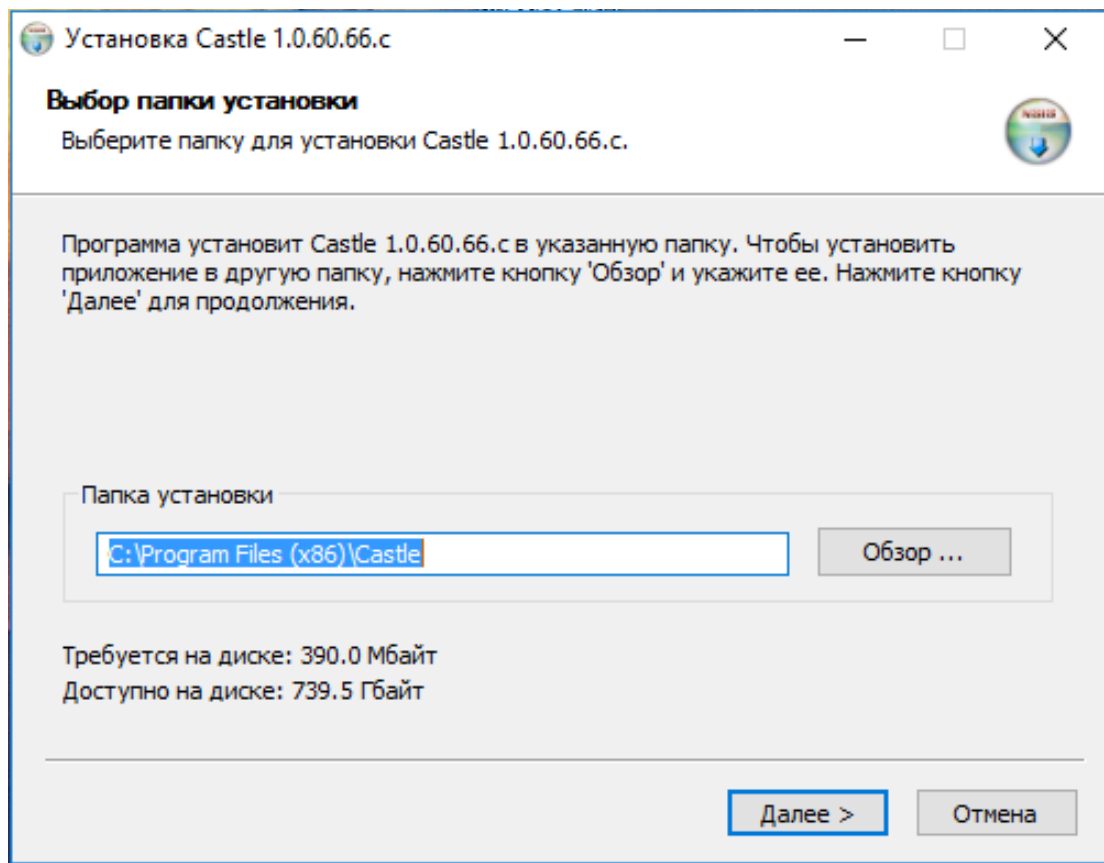 Установка Castle 1.0.60.66.c
Выбор папки установки
Выберите папку для установки Castle 1.0.60.66.c.
Программа установит Castle 1.0.60.66.c в указанную папку. Чтобы установить
приложение в другую папку, нажмите кнопку 'Обзор' и укажите ее. Нажмите кнопку
'Далее' для продолжения.
Папка установки
C:\Program Files (x86)\Castle
Обзор ...
Требуется на диске: 390.0 Мбайт
Доступно на диске: 739.5 Гбайт
Далее >
Отмена